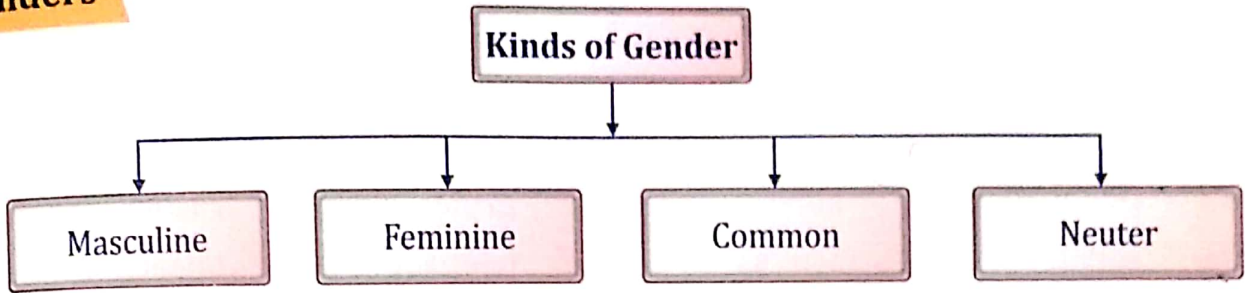 Kinds of Gender
Masculine
Feminine
Common
Neuter